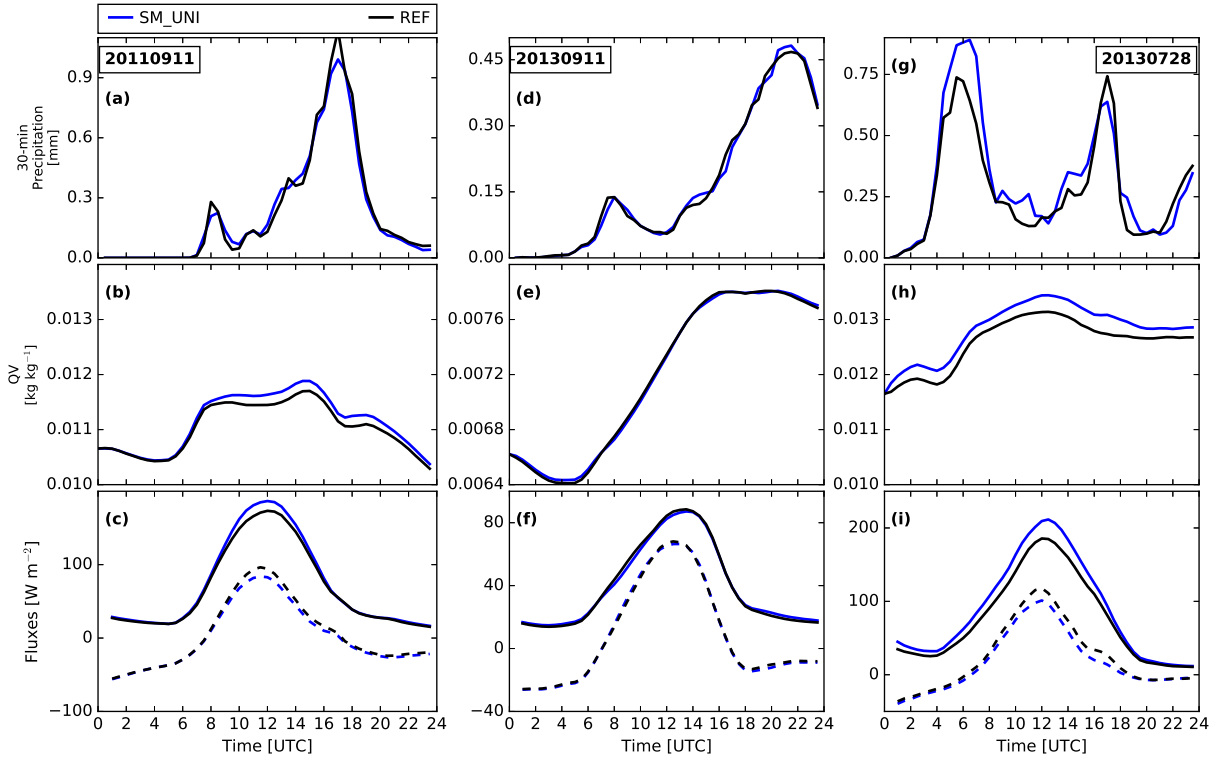 SM_UNI REF
20110911
20130911
20130728
(a)
(d)
(g)
30-min
Precipitation
[mm]
0.9
0.6
0.3
0.0
0.45
0.30
0.15
0.00
0.75
0.50
0.25
0.00
(b)
(e)
(h)
QV
[kg kg⁻¹]
0.013
0.012
0.011
0.010
0.0076
0.0072
0.0068
0.0064
0.013
0.012
0.011
0.010
(c)
(f)
(i)
Fluxes [W m⁻²]
100
0
−100
80
40
0
−40
200
100
0
0 2 4 6 8 10 12 14 16 18 20 22 24
0 2 4 6 8 10 12 14 16 18 20 22 24
0 2 4 6 8 10 12 14 16 18 20 22 24
Time [UTC]
Time [UTC]
Time [UTC]